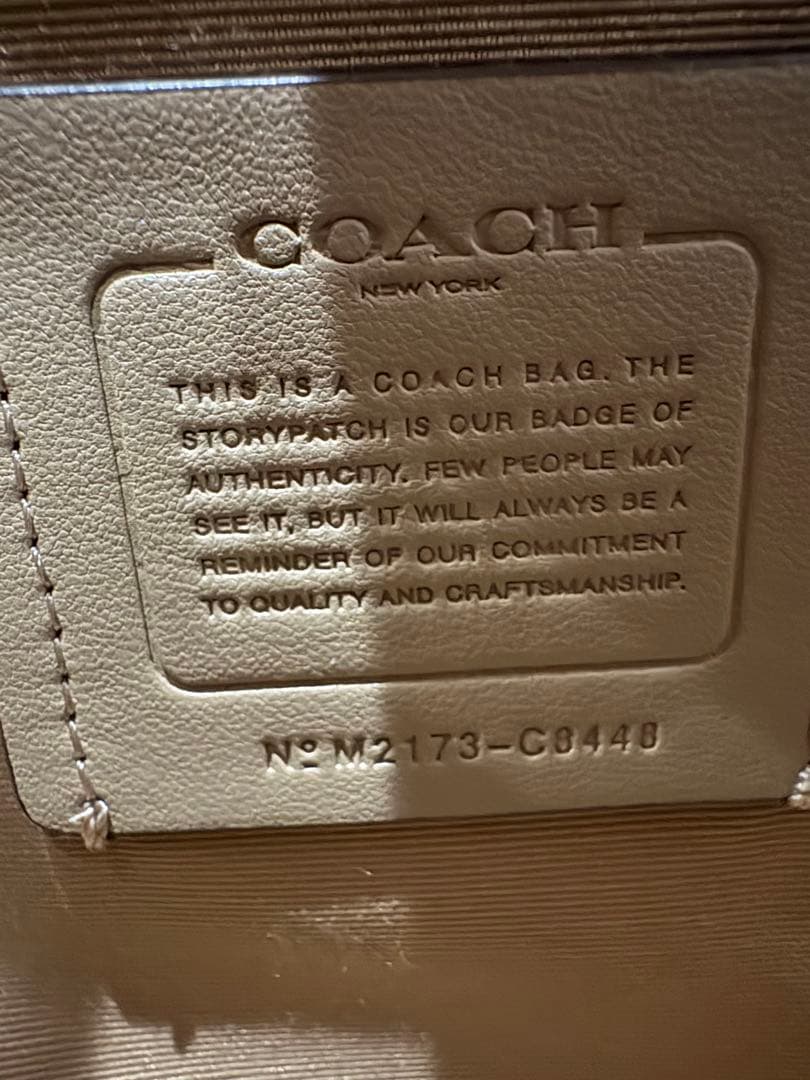 COACH
NEW YORK
THIS IS A COACH BAG. THE
STORYPATCH IS OUR BADGE OF
AUTHENTICITY. FEW PEOPLE MAY
SEE IT, BUT IT WILL ALWAYS BE A
REMINDER OF OUR COMMITMENT
TO QUALITY AND CRAFTSMANSHIP.
Nº M2173-C8448